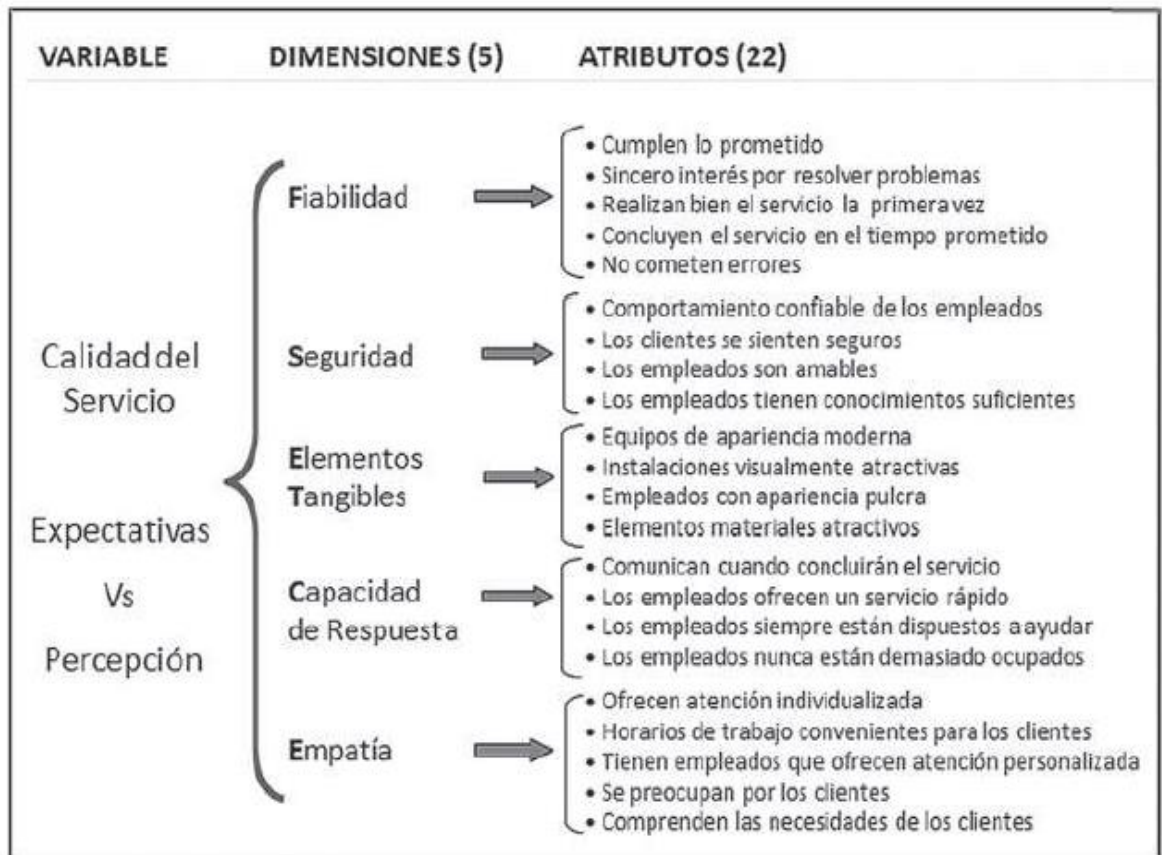 VARIABLE DIMENSIONES (5) ATRIBUTOS (22)
Calidad del
Servicio
Expectativas
Vs
Percepción
Fiabilidad
• Cumplen lo prometido
• Sincero interés por resolver problemas
• Realizan bien el servicio la primera vez
• Concluyen el servicio en el tiempo prometido
• No cometen errores
Seguridad
• Comportamiento confiable de los empleados
• Los clientes se sienten seguros
• Los empleados son amables
• Los empleados tienen conocimientos suficientes
Elementos
Tangibles
• Equipos de apariencia moderna
• Instalaciones visualmente atractivas
• Empleados con apariencia pulcra
• Elementos materiales atractivos
Capacidad
de Respuesta
• Comunican cuando concluirán el servicio
• Los empleados ofrecen un servicio rápido
• Los empleados siempre están dispuestos a ayudar
• Los empleados nunca están demasiado ocupados
Empatía
• Ofrecen atención individualizada
• Horarios de trabajo convenientes para los clientes
• Tienen empleados que ofrecen atención personalizada
• Se preocupan por los clientes
• Comprenden las necesidades de los clientes